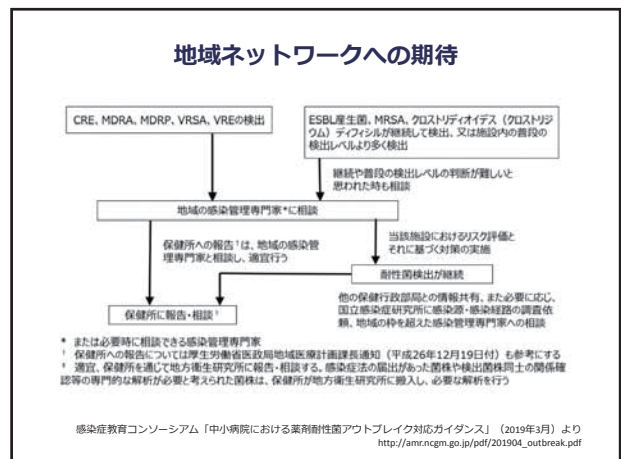 地域ネットワークへの期待
CRE、MDRA、MDRP、VRSA、VREの検出
ESBL産生菌、MRSA、クロストリディオイデス（クロストリジ
ウム）ディフィシルが継続して検出、又は施設内の普段の
検出レベルより多く検出
継続や普段の検出レベルの判断が難しいと
思われた時も相談
地域の感染管理専門家*に相談
保健所への報告†は、地域の感染管
理専門家と相談し、適宜行う
当該施設におけるリスク評価と
それに基づく対策の実施
耐性菌検出が継続
保健所に報告・相談‡
他の保健行政部局との情報共有、また必要に応じ、
国立感染症研究所に感染源・感染経路の調査依
頼、地域の枠を超えた感染管理専門家への相談
* または必要時に相談できる感染管理専門家
† 保健所への報告については厚生労働省医政局地域医療計画課長通知（平成26年12月19日付）も参考にする
‡ 適宜、保健所を通じて地方衛生研究所に報告・相談する。感染症法の届出があった菌株や検出菌株同士の関係確
認等の専門的な解析が必要と考えられた菌株は、保健所が地方衛生研究所に搬入し、必要な解析を行う
感染症教育コンソーシアム「中小病院における薬剤耐性菌アウトブレイク対応ガイダンス」（2019年3月）より
http://amr.ncgm.go.jp/pdf/201904_outbreak.pdf